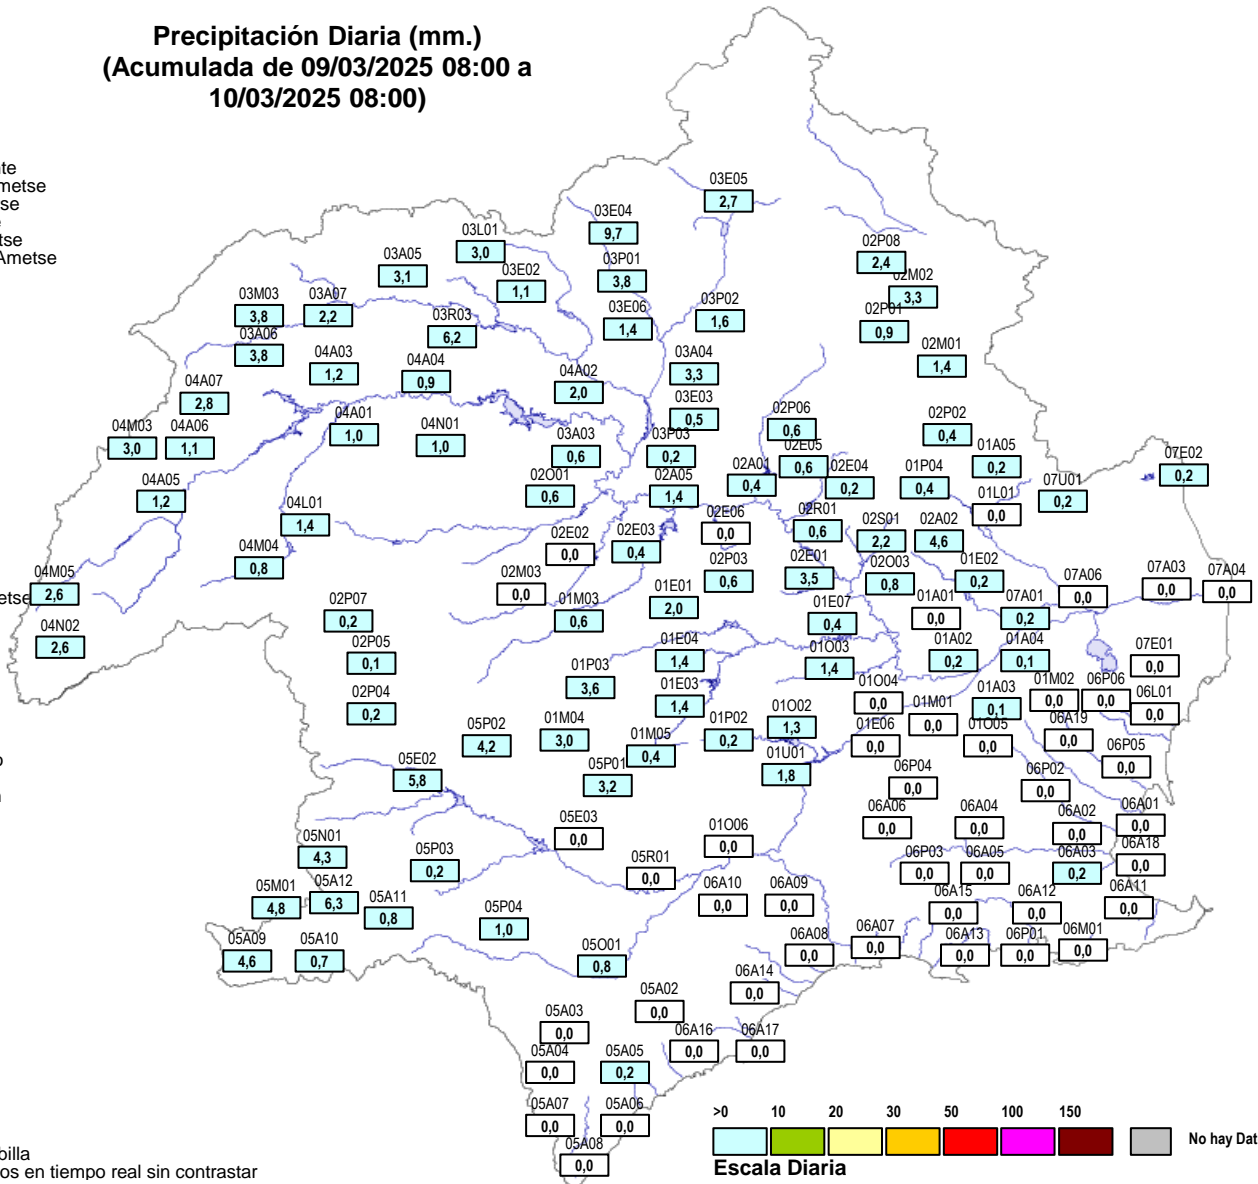 Precipitación Diaria (mm.)
(Acumulada de 09/03/2025 08:00 a
10/03/2025 08:00)
03E05
2,7
03E04
9,7
03L01
3,0
03A05
3,1
03E02
1,1
03P01
3,8
02P08
2,4
02M02
3,3
03M03
3,8
03A07
2,2
03R03
6,2
03E06
1,4
03P02
1,6
02P01
0,9
03A06
3,8
04A03
1,2
04A04
0,9
04A02
2,0
03A04
3,3
02M01
1,4
04A07
2,8
04A01
1,0
04N01
1,0
03E03
0,5
02P06
0,6
02P02
0,4
04M03
3,0
04A06
1,1
03A03
0,6
03P03
0,2
02E05
0,6
01A05
0,2
07E02
0,2
04A05
1,2
02O01
0,6
02A05
1,4
02A01
0,4
02E04
0,2
01P04
0,4
07U01
0,2
01L01
0,0
04L01
1,4
02E06
0,0
02R01
0,6
02S01
2,2
02A02
4,6
02E02
0,0
02E03
0,4
04M04
0,8
02M03
0,0
02P03
0,6
02E01
3,5
02O03
0,8
01E02
0,2
04M05
2,6
07A06
0,0
07A03
0,0
07A04
0,0
02P07
0,2
01M03
0,6
01E01
2,0
01E07
0,4
01A01
0,0
07A01
0,2
04N02
2,6
02P05
0,1
01E04
1,4
01O03
1,4
01A02
0,2
01A04
0,1
07E01
0,0
02P04
0,2
01P03
3,6
01E03
1,4
01O04
0,0
01M01
0,0
01A03
0,1
01M02
0,0
06P06
0,0
06L01
0,0
05P02
4,2
01M04
3,0
01M05
0,4
01P02
0,2
01O02
1,3
01E06
0,0
01O05
0,0
06A19
0,0
05E02
5,8
05P01
3,2
01U01
1,8
06P04
0,0
06P02
0,0
06P05
0,0
05E03
0,0
01O06
0,0
06A06
0,0
06A04
0,0
06A02
0,0
06A01
0,0
05N01
4,3
05P03
0,2
05R01
0,0
06P03
0,0
06A05
0,0
06A03
0,2
06A18
0,0
05M01
4,8
05A12
6,3
05A11
0,8
06A10
0,0
06A09
0,0
06A15
0,0
06A12
0,0
06A11
0,0
05P04
1,0
05A09
4,6
05A10
0,7
05O01
0,8
06A08
0,0
06A07
0,0
06A13
0,0
06P01
0,0
06M01
0,0
06A14
0,0
05A02
0,0
05A03
0,0
06A16
0,0
06A17
0,0
05A04
0,0
05A05
0,2
05A07
0,0
05A06
0,0
05A08
0,0
>0 10 20 30 50 100 150
No hay Dat
Escala Diaria
billa
os en tiempo real sin contrastar